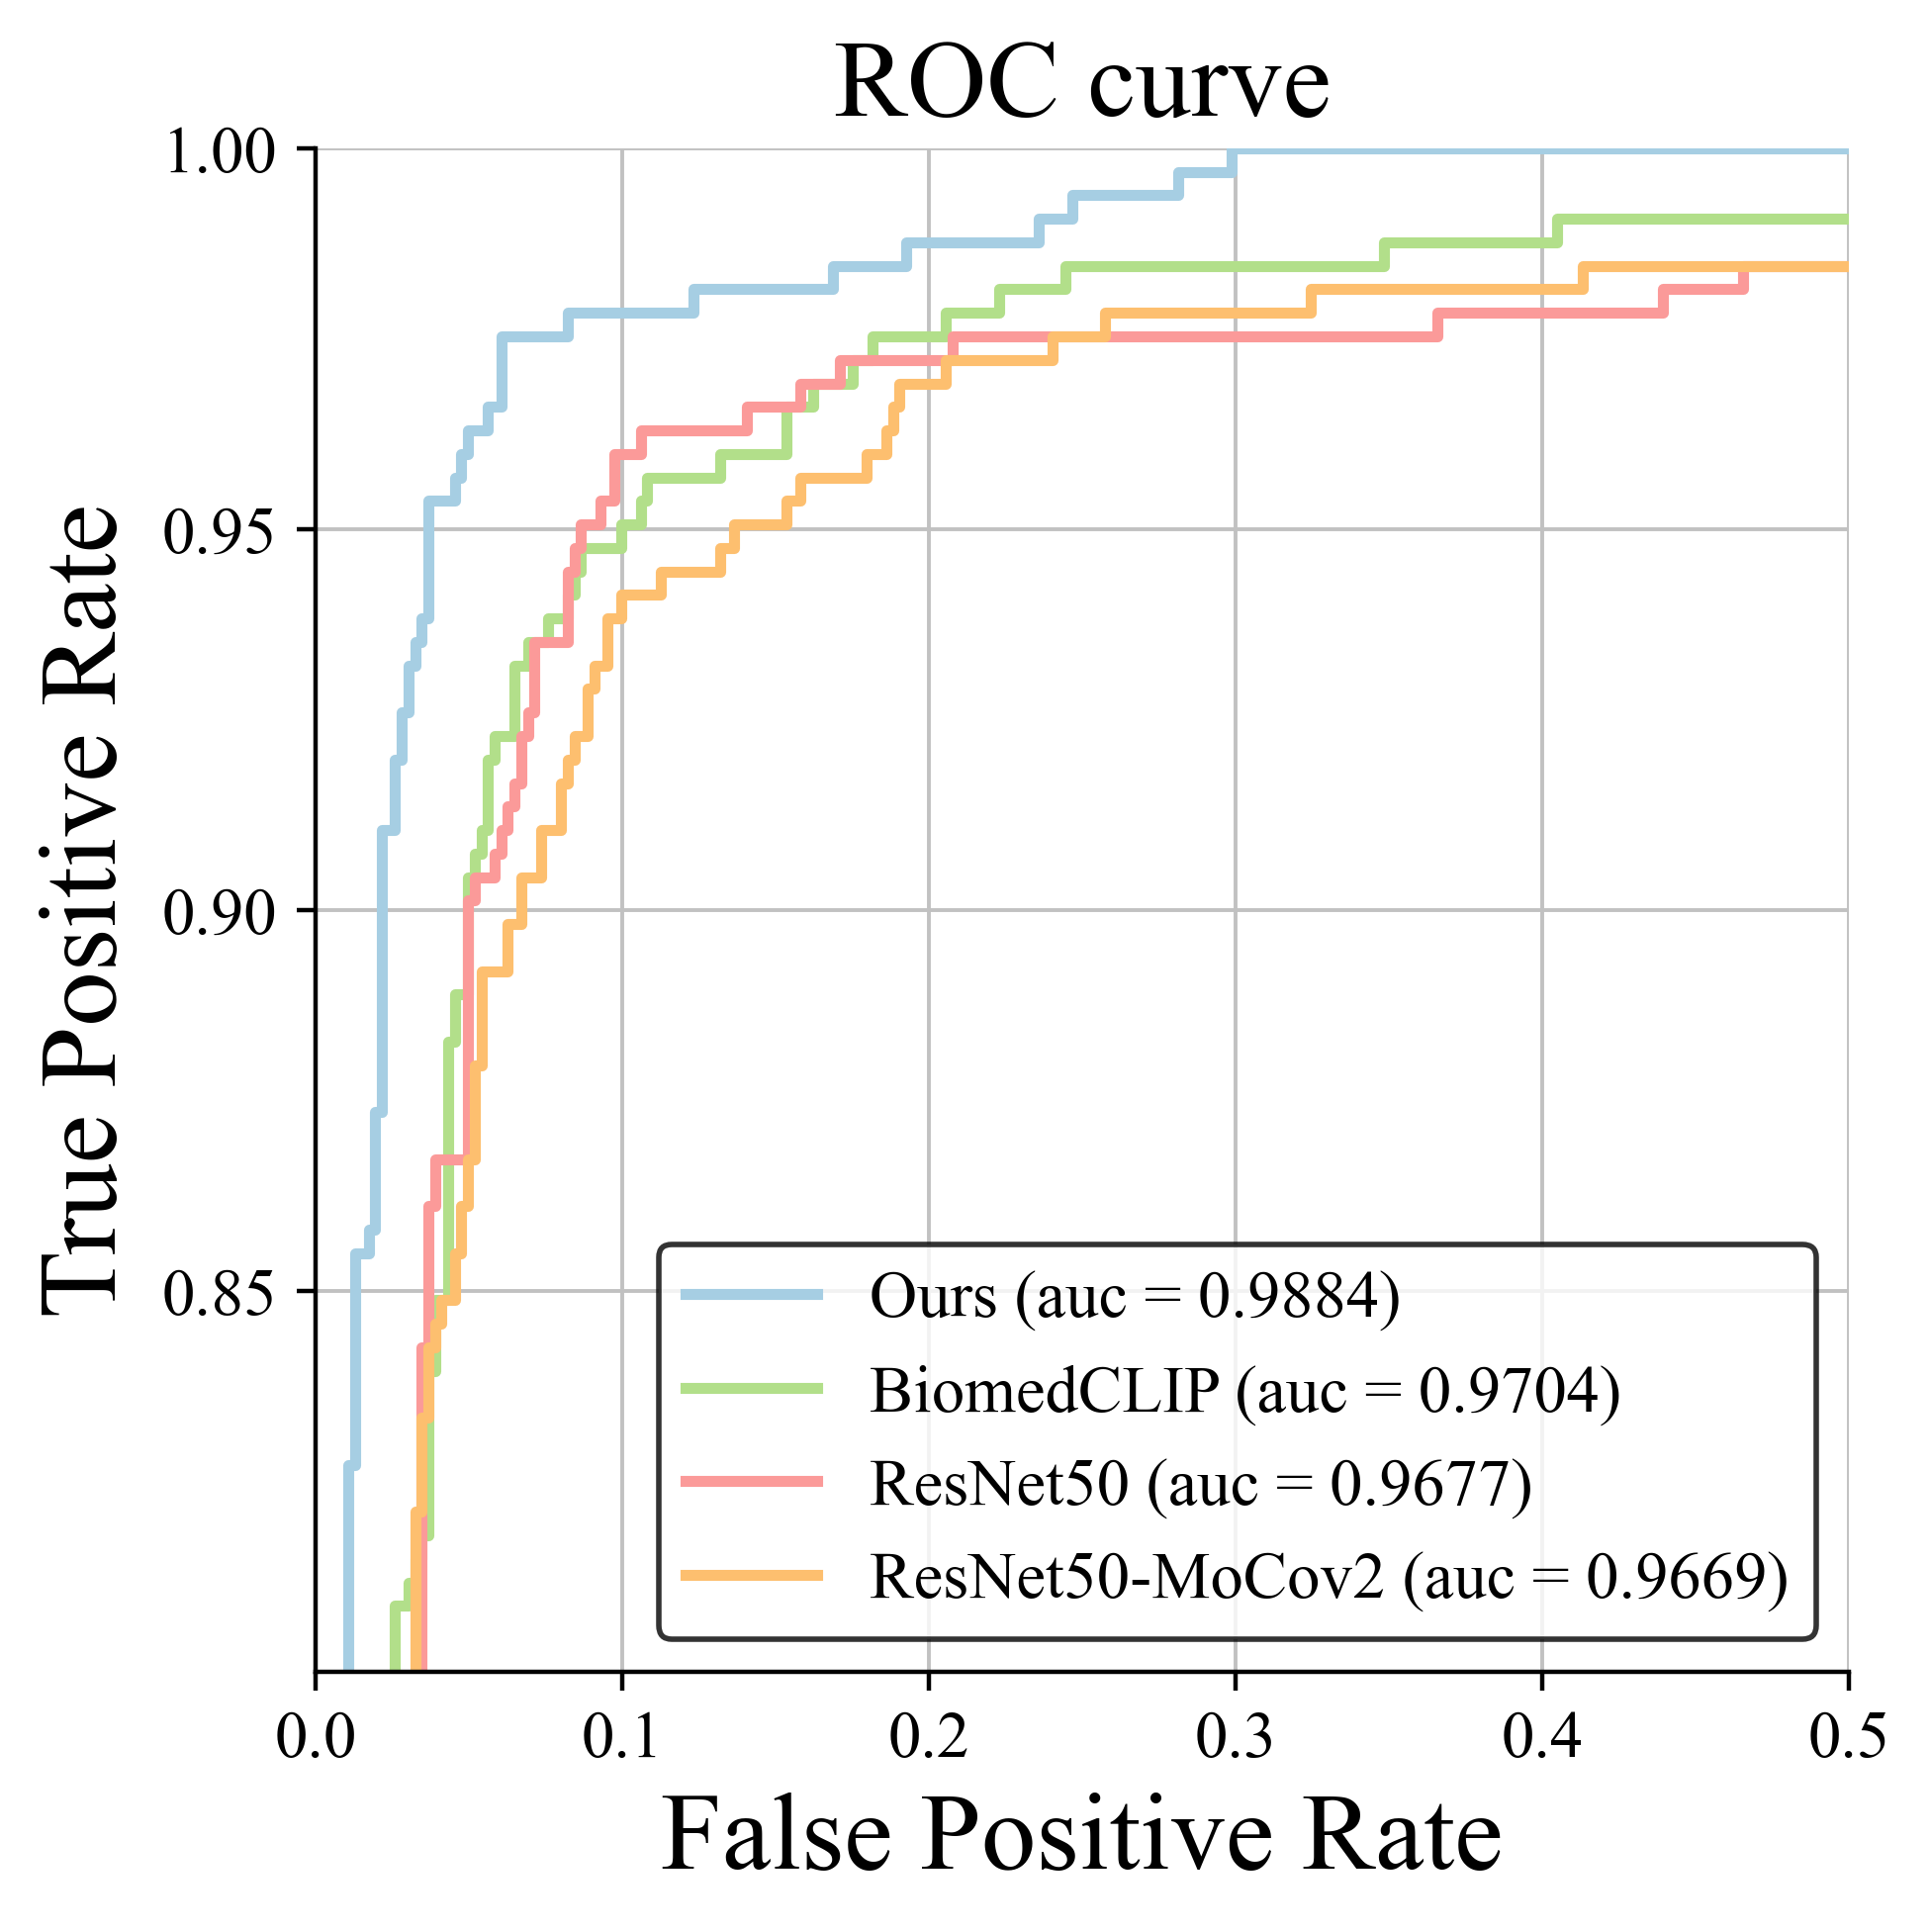 ROC curve
1.00
0.95
0.90
0.85
True Positive Rate
Ours (auc = 0.9884)
BiomedCLIP (auc = 0.9704)
ResNet50 (auc = 0.9677)
ResNet50-MoCov2 (auc = 0.9669)
0.0 0.1 0.2 0.3 0.4 0.5
False Positive Rate